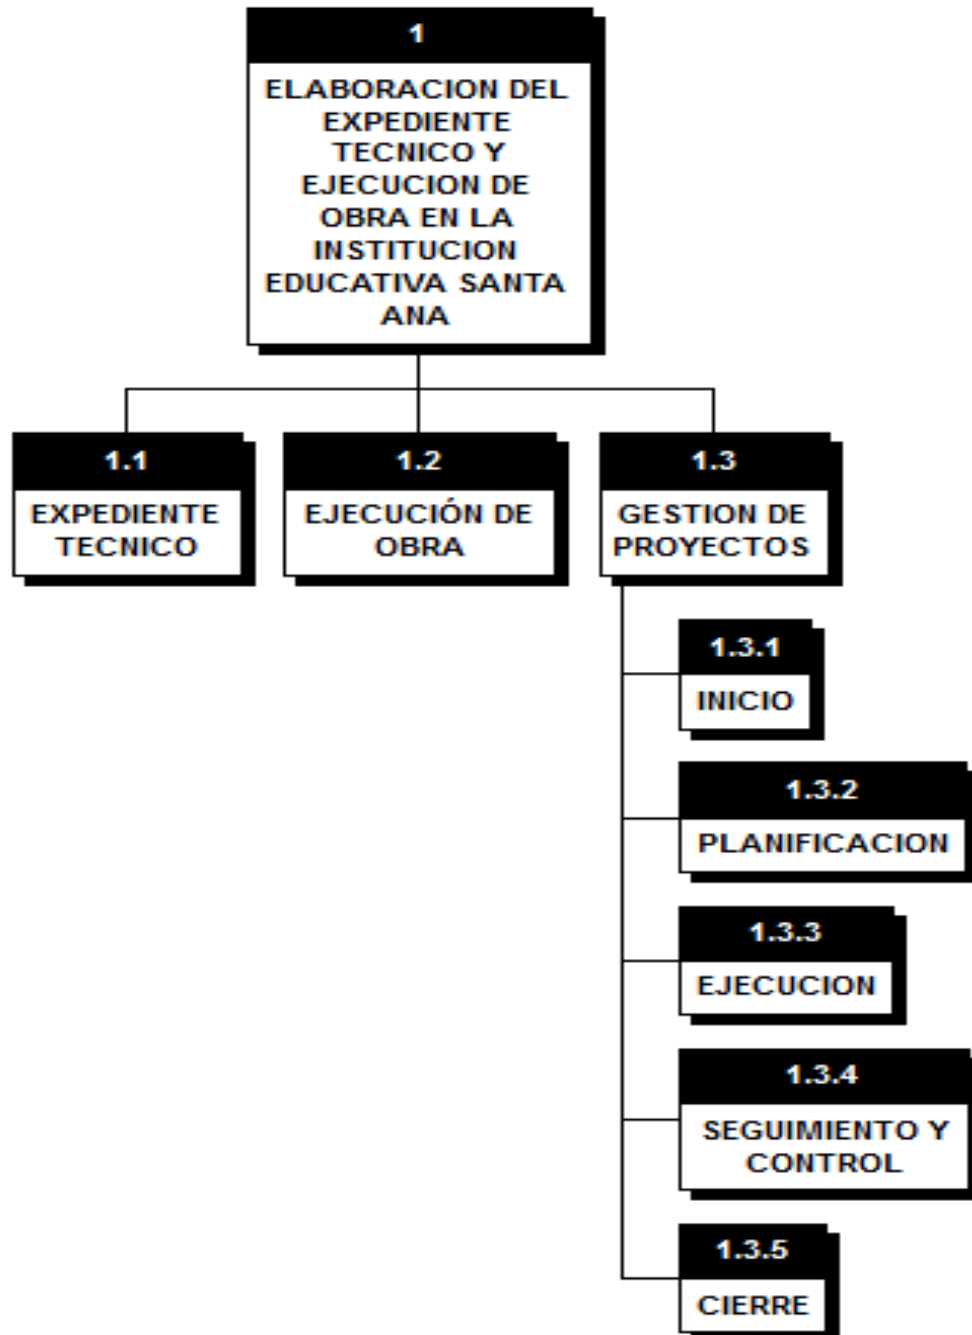 1
ELABORACION DEL
EXPEDIENTE
TECNICO Y
EJECUCION DE
OBRA EN LA
INSTITUCION
EDUCATIVA SANTA
ANA
1.1
EXPEDIENTE
TECNICO
1.2
EJECUCIÓN DE
OBRA
1.3
GESTION DE
PROYECTOS
1.3.1
INICIO
1.3.2
PLANIFICACION
1.3.3
EJECUCION
1.3.4
SEGUIMIENTO Y
CONTROL
1.3.5
CIERRE